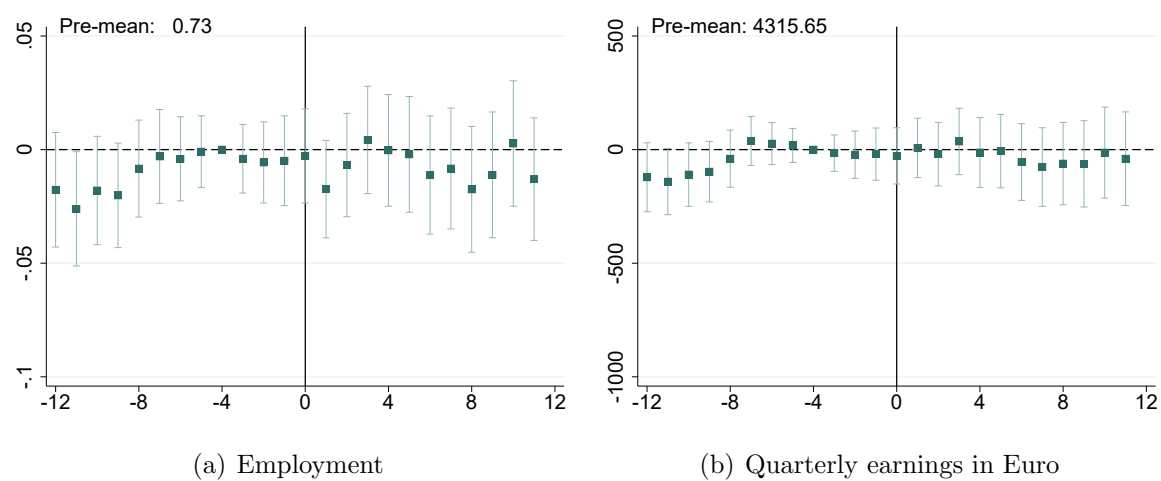 Pre-mean: 0.73
.05
0
-.05
-.1
-12 -8 -4 0 4 8 12
(a) Employment
Pre-mean: 4315.65
500
0
-500
-1000
-12 -8 -4 0 4 8 12
(b) Quarterly earnings in Euro